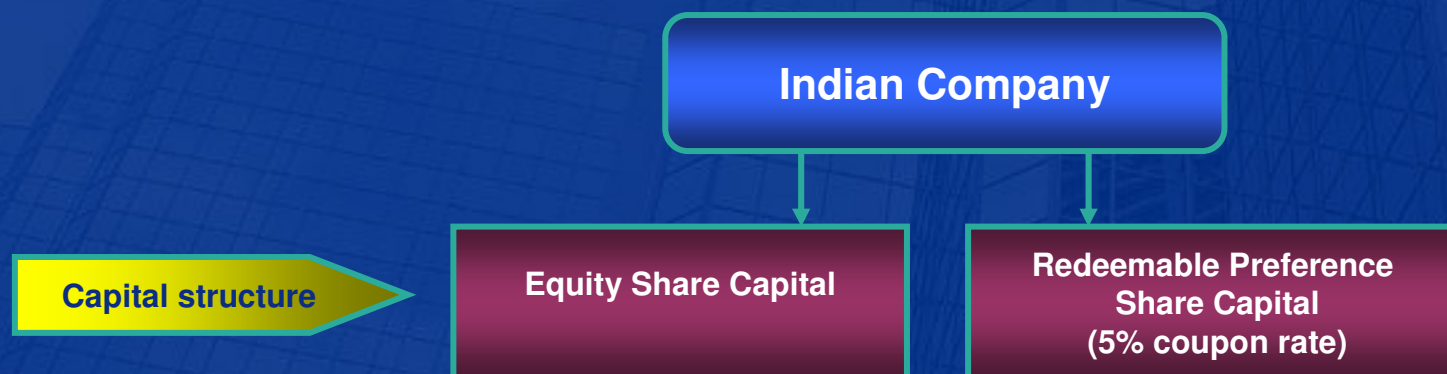 Indian Company
Capital structure
Equity Share Capital
Redeemable Preference
Share Capital
(5% coupon rate)